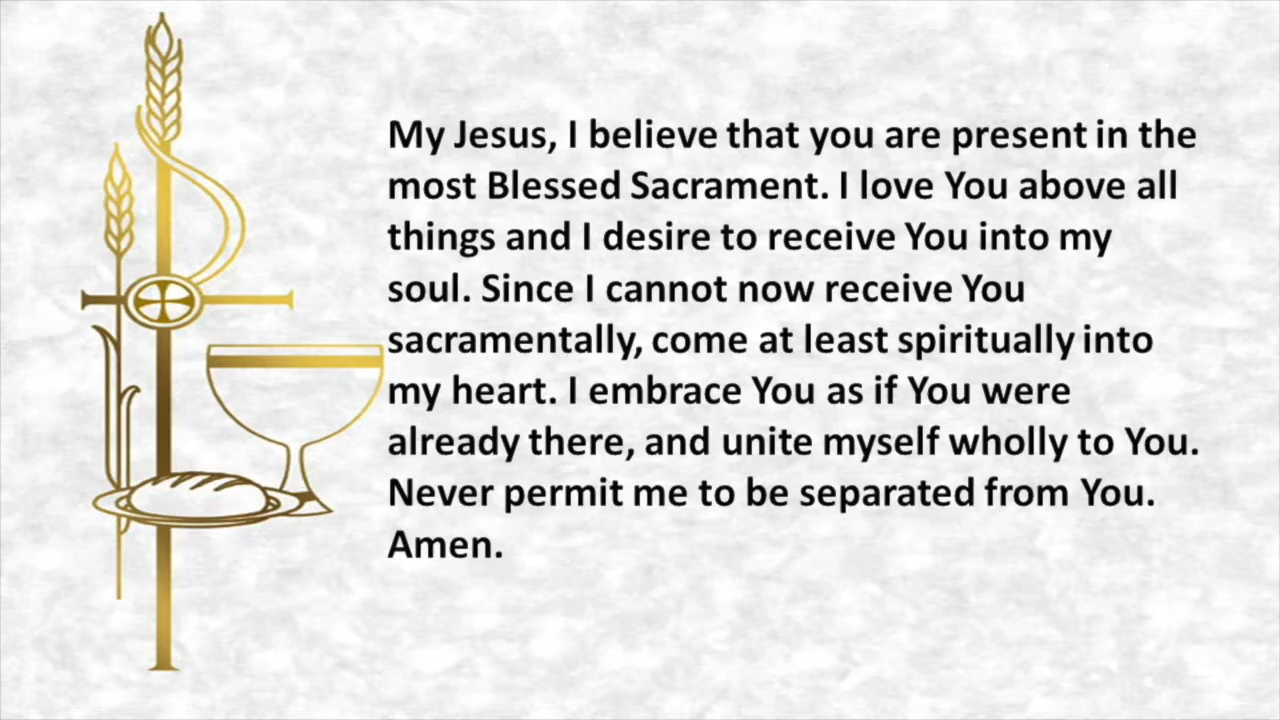 My Jesus, I believe that you are present in the
most Blessed Sacrament. I love You above all
things and I desire to receive You into my
soul. Since I cannot now receive You
sacramentally, come at least spiritually into
my heart. I embrace You as if You were
already there, and unite myself wholly to You.
Never permit me to be separated from You.
Amen.